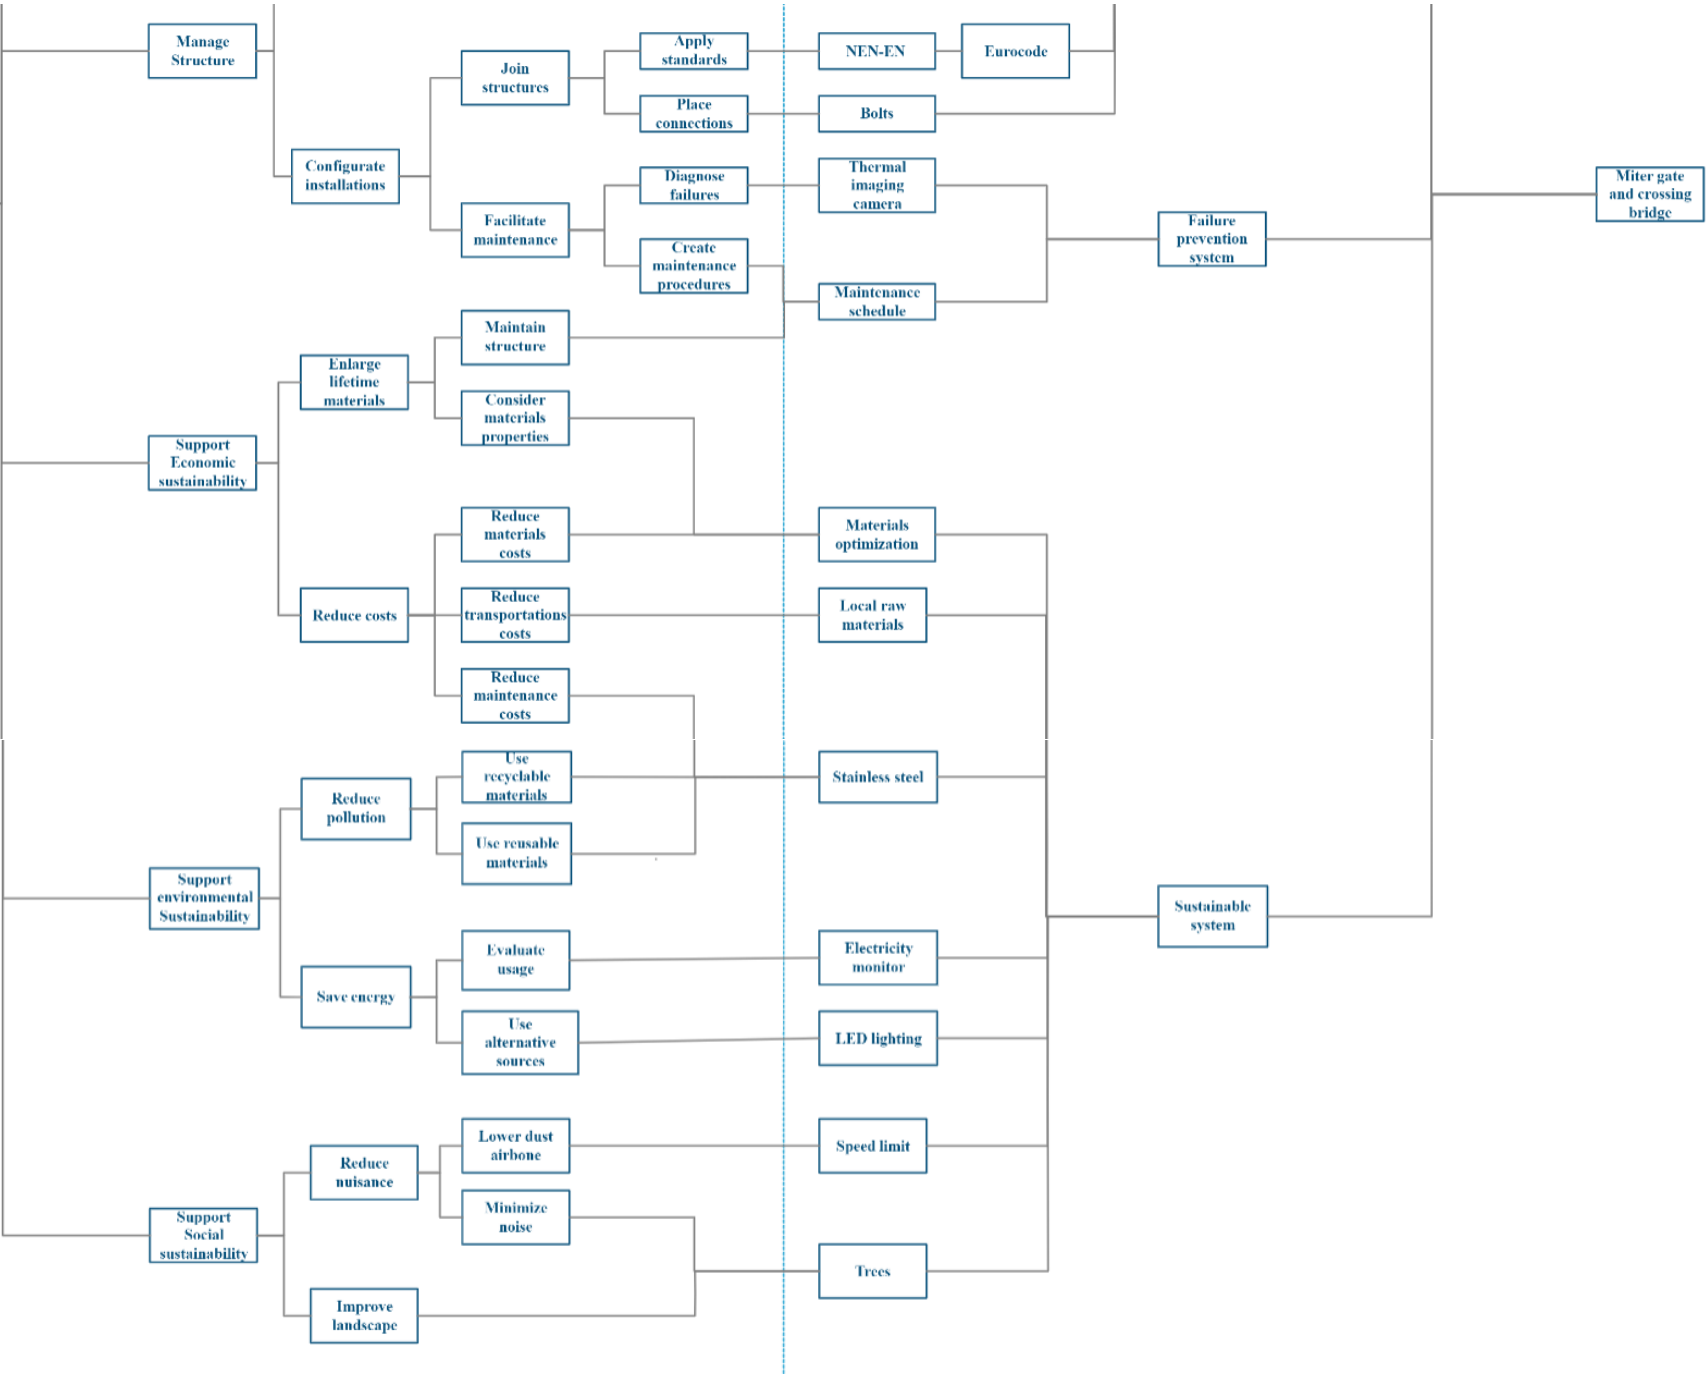 Manage
Structure
Configurate
installations
Join
structures
Facilitate
maintenance
Apply
standards
Place
connections
Diagnose
failures
Create
maintenance
procedures
NEN-EN
Eurocode
Bolts
Thermal
imaging
camera
Maintenance
schedule
Failure
prevention
system
Miter gate
and crossing
bridge
Support
Economic
sustainability
Enlarge
lifetime
materials
Maintain
structure
Consider
materials
properties
Reduce costs
Reduce
materials
costs
Reduce
transportations
costs
Reduce
maintenance
costs
Materials
optimization
Local raw
materials
Support
environmental
Sustainability
Reduce
pollution
Use
recyclable
materials
Use reusable
materials
Stainless steel
Save energy
Evaluate
usage
Use
alternative
sources
Electricity
monitor
LED lighting
Sustainable
system
Support
Social
sustainability
Reduce
nuisance
Lower dust
airbone
Minimize
noise
Improve
landscape
Speed limit
Trees